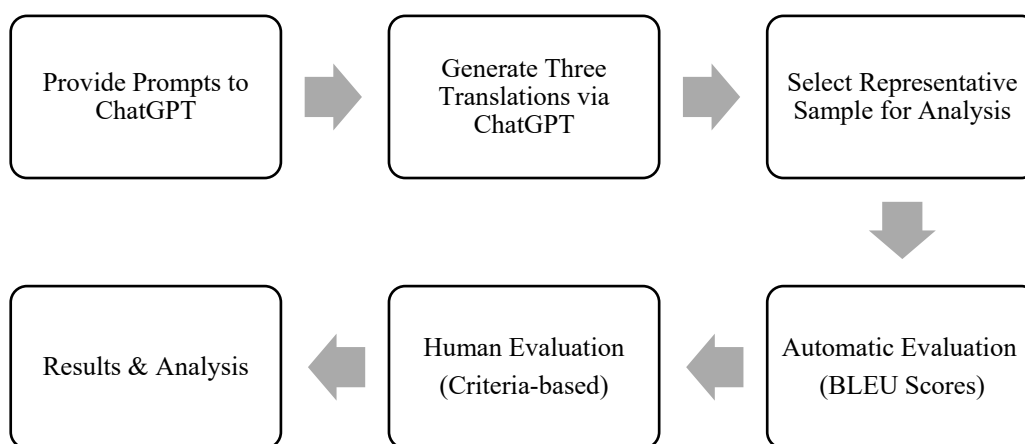 Provide Prompts to
ChatGPT
Generate Three
Translations via
ChatGPT
Select Representative
Sample for Analysis
Automatic Evaluation
(BLEU Scores)
Human Evaluation
(Criteria-based)
Results & Analysis